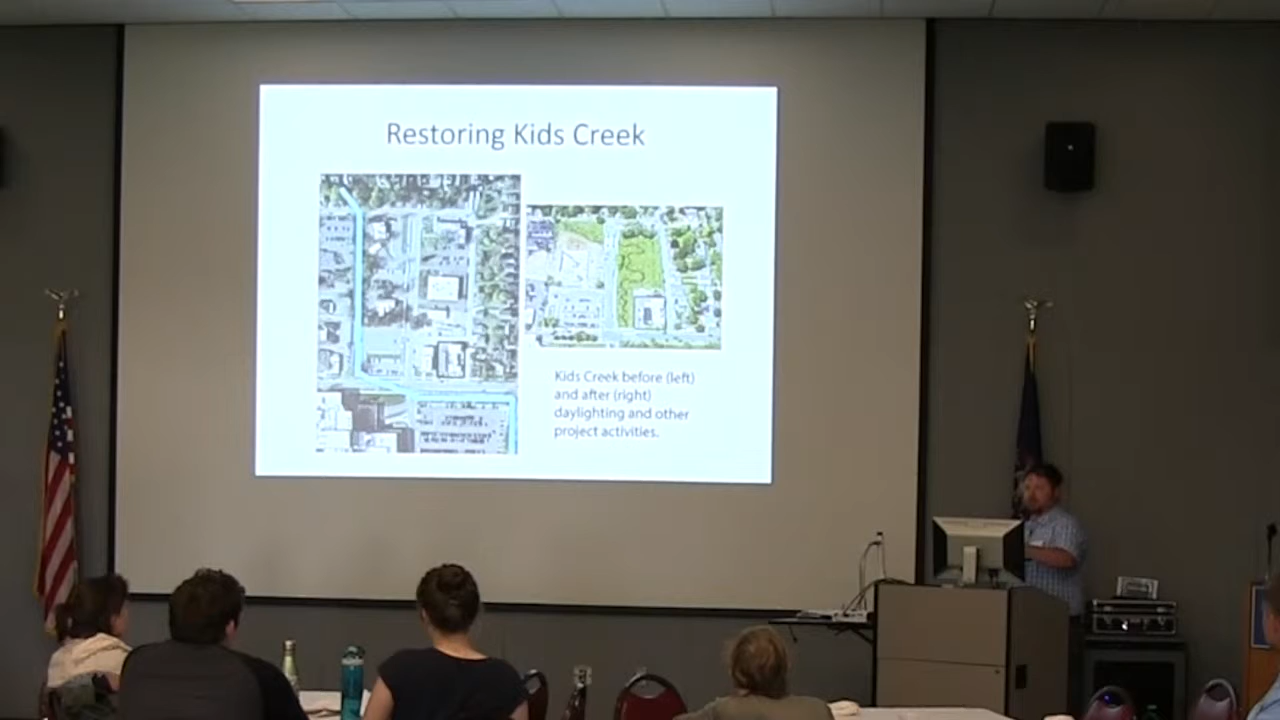 Restoring Kids Creek
Kids Creek before (left)
and after (right)
daylighting and other
project activities.